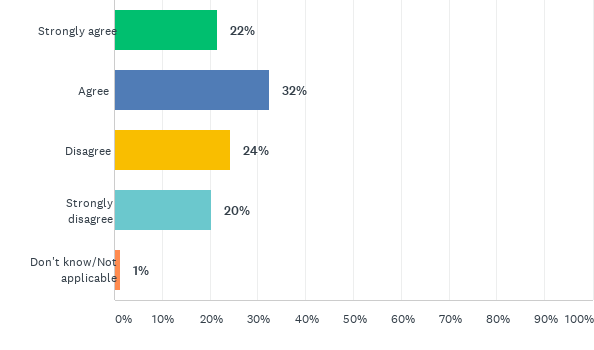 Strongly agree 22%
Agree 32%
Disagree 24%
Strongly
disagree 20%
Don't know/Not
applicable 1%
0% 10% 20% 30% 40% 50% 60% 70% 80% 90% 100%